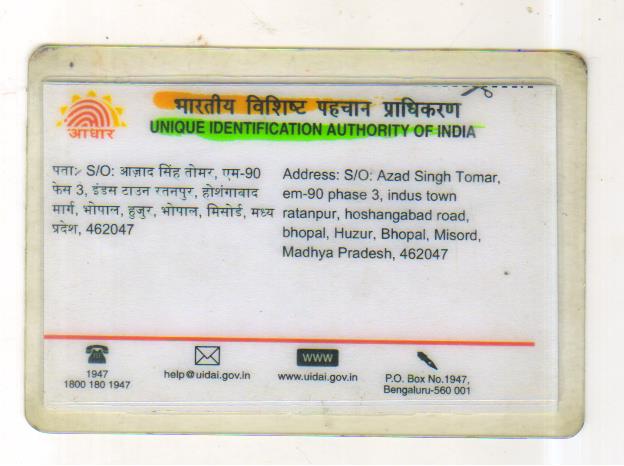 भारतीय विशिष्ट पहचान प्राधिकरण
UNIQUE IDENTIFICATION AUTHORITY OF INDIA
आधार
पताः S/O: आज़ाद सिंह तोमर, एम-90
फेस 3, इंडस टाउन रतनपुर, होशंगाबाद
मार्ग, भोपाल, हुजुर, भोपाल, मिसोर्ड, मध्य
प्रदेश, 462047
Address: S/O: Azad Singh Tomar,
em-90 phase 3, indus town
ratanpur, hoshangabad road,
bhopal, Huzur, Bhopal, Misord,
Madhya Pradesh, 462047
1947
1800 180 1947
help@uidai.gov.in
WWW
www.uidai.gov.in
P.O. Box No.1947,
Bengaluru-560 001